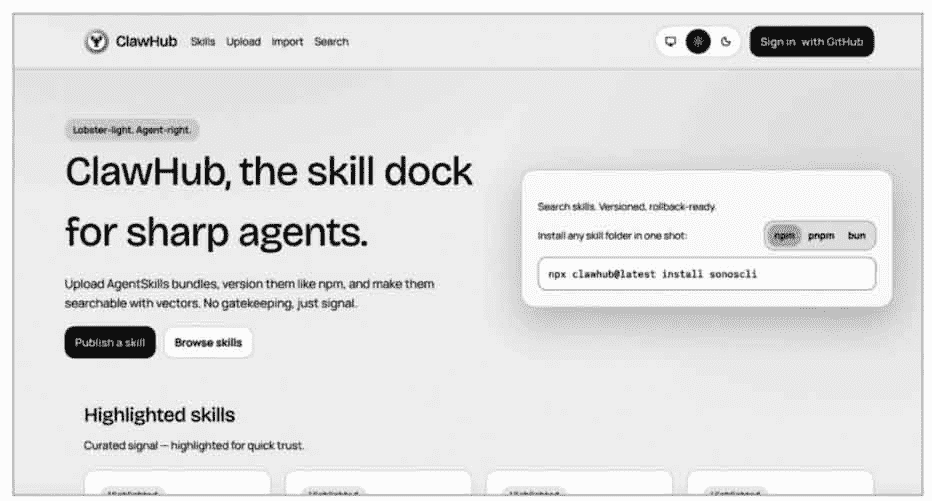 ClawHub Skills Upload Import Search Sign in with GitHub
Lobster-light. Agent-right.
ClawHub, the skill dock
for sharp agents.
Upload AgentSkills bundles, version them like npm, and make them
searchable with vectors. No gatekeeping, just signal.
Publish a skill Browse skills
Search skills. Versioned, rollback-ready.
Install any skill folder in one shot: npm pnpm bun
npx clawhub@latest install sonoscli
Highlighted skills
Curated signal — highlighted for quick trust.